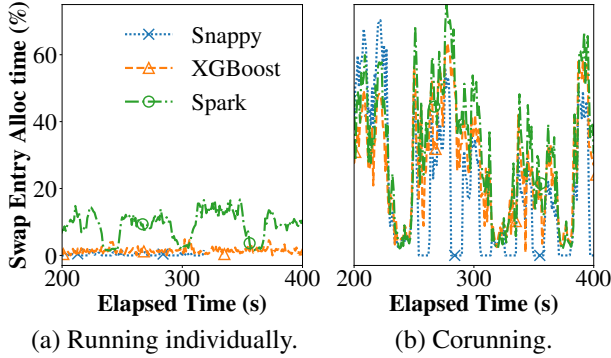 Swap Entry Alloc time (%)
60
40
20
0
Snappy
XGBoost
Spark
200 300 400
Elapsed Time (s)
(a) Running individually.
200 300 400
Elapsed Time (s)
(b) Corunning.